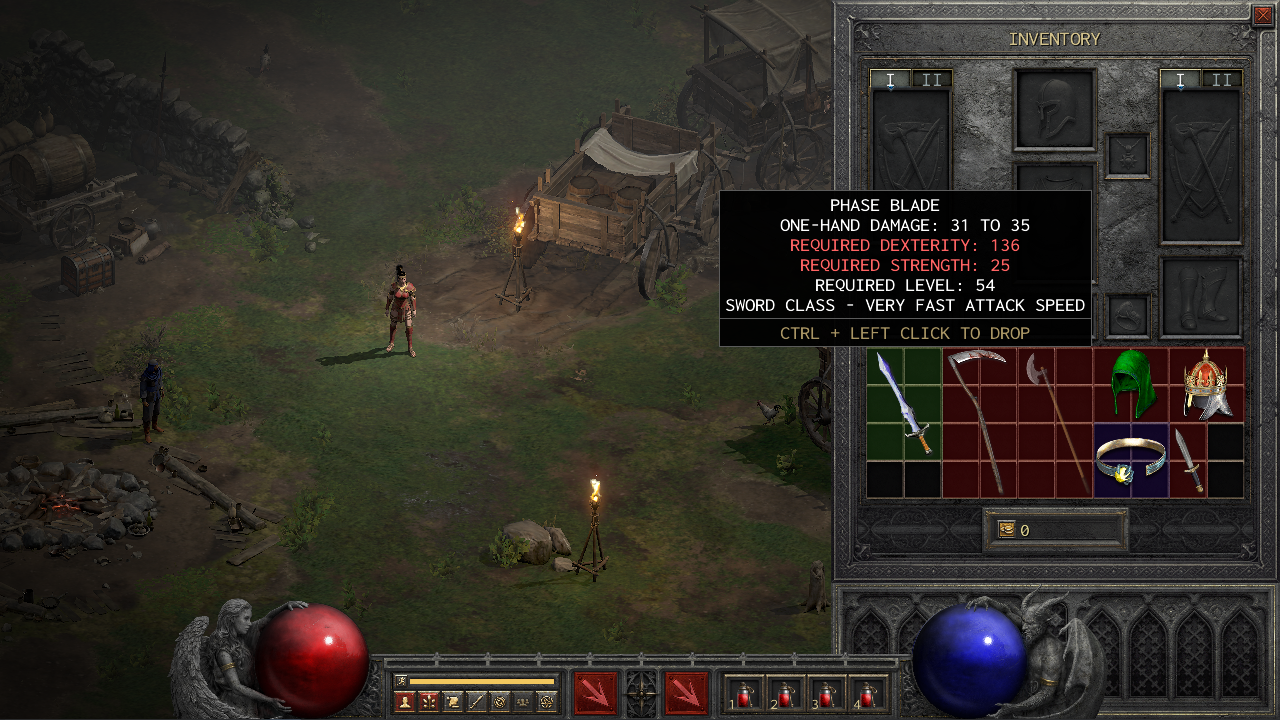 INVENTORY
I II
I II
PHASE BLADE
ONE-HAND DAMAGE: 31 TO 35
REQUIRED DEXTERITY: 136
REQUIRED STRENGTH: 25
REQUIRED LEVEL: 54
SWORD CLASS - VERY FAST ATTACK SPEED
CTRL + LEFT CLICK TO DROP
0
1 2 3 4